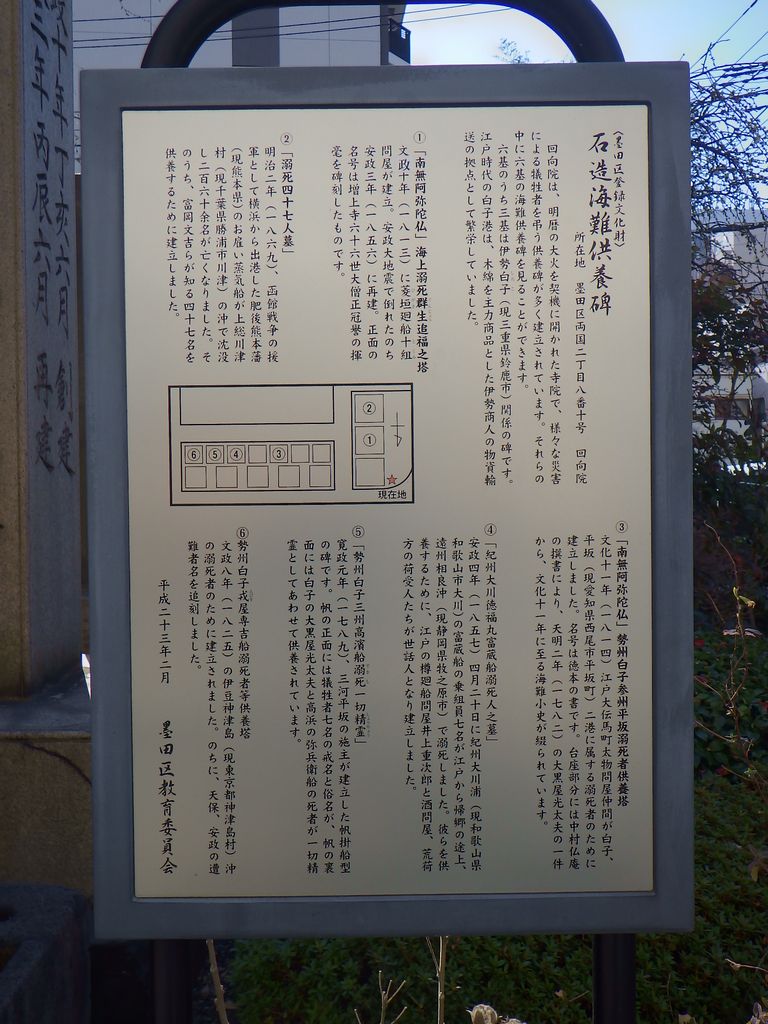 (墨田区登録文化財)
石造海難供養碑
所在地 墨田区両国二丁目八番十号 回向院
回向院は、明暦の大火を契機に開かれた寺院で、様々な災害
による犠牲者を弔う供養碑が多く建立されています。それらの
中に六基の海難供養碑を見ることができます。
六基のうち三基は伊勢白子(現三重県鈴鹿市)関係の碑です。
江戸時代の白子港は、木綿を主力商品とした伊勢商人の物資輸
送の拠点として繁栄していました。
①「南無阿弥陀仏」海上溺死群生追福之塔
文政十年(一八一三)に菱垣廻船十組
問屋が建立。安政大地震で倒れたのち
安政三年(一八五六)に再建。正面の
名号は増上寺六十六世大僧正冠誉の揮
毫を碑刻したものです。
②「溺死四十七人墓」
明治二年(一八六九)、函館戦争の援
軍として横浜から出港した肥後熊本藩
(現熊本県)のお雇い蒸気船が上総川津
村(現千葉県勝浦市川津)の沖で沈没
し二百六十余名が亡くなりました。そ
のうち、富岡文吉らが知る四十七名を
供養するために建立しました。
②
①
⑥⑤④③
現在地
③「南無阿弥陀仏」勢州白子参州平坂溺死者供養塔
文化十一年(一八一四)江戸大伝馬町太物問屋仲間が白子、
平坂(現愛知県西尾市平坂町)二港に属する溺死者のために
建立しました。名号は徳本の書です。台座部分には中村仏庵
の撰書により、天明二年(一七八二)の大黒屋光太夫の一件
から、文化十一年に至る海難小史が綴られています。
④「紀州大川徳福丸富蔵船溺死人之墓」
安政四年(一八五七)四月二十日に紀州大川浦(現和歌山県
和歌山市大川)の富蔵船の乗組員七名が江戸から帰郷の途上、
遠州相良沖(現静岡県牧之原市)で溺死しました。彼らを供
養するために、江戸の樽廻船問屋井上重次郎と酒問屋、荒荷
方の荷受人たちが世話人となり建立しました。
⑤「勢州白子三州高濱船溺死一切精霊」
寛政元年(一七八九)、三河平坂の施主が建立した帆掛船型
の碑です。帆の正面には犠牲者七名の戒名と俗名が、帆の裏
面には白子の大黒屋光太夫と高浜の弥兵衛船の死者が一切精
霊としてあわせて供養されています。
⑥勢州白子戎屋専吉船溺死者等供養塔
文政八年(一八二五)の伊豆神津島(現東京都神津島村)沖
の溺死者のために建立されました。のちに、天保、安政の遭
難者名を追刻しました。
平成二十三年二月
墨田区教育委員会
政十年丁亥六月 創建
三年丙辰六月 再建